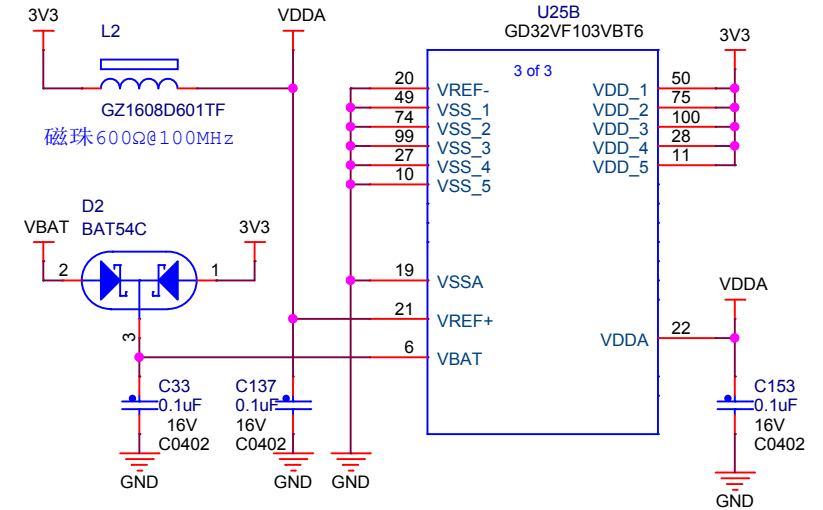 3V3
L2
VDDA
GZ1608D601TF
磁珠600Ω@100MHz
U25B
GD32VF103VBT6
3 of 3
3V3
20 VREF-
49 VSS_1
74 VSS_2
99 VSS_3
27 VSS_4
10 VSS_5
19 VSSA
21 VREF+
6 VBAT
VDD_1 50
VDD_2 75
VDD_3 100
VDD_4 28
VDD_5 11
VDDA 22
D2
BAT54C
VBAT
3V3
2
1
3
C33
0.1uF
16V
C0402
GND
C137
0.1uF
16V
C0402
GND
GND
VDDA
C153
0.1uF
16V
C0402
GND